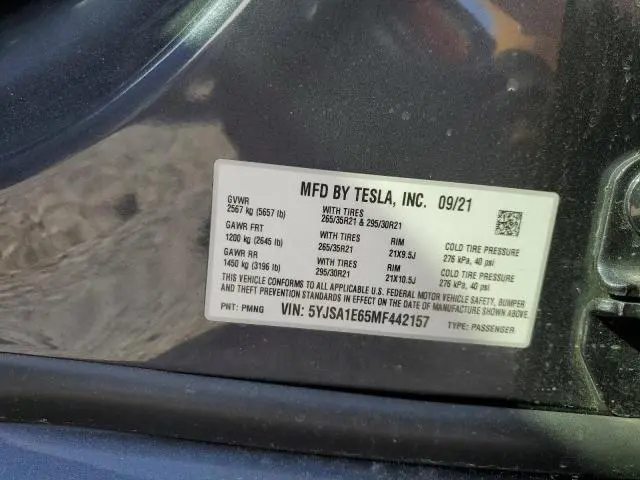 MFD BY TESLA, INC. 09/21
GVWR
2567 kg (5657 lb) WITH TIRES
265/35R21 & 295/30R21
GAWR FRT
1200 kg (2645 lb) WITH TIRES
265/35R21 RIM
21X9.5J COLD TIRE PRESSURE
276 kPa, 40 psi
GAWR RR
1450 kg (3196 lb) WITH TIRES
295/30R21 RIM
21X10.5J COLD TIRE PRESSURE
276 kPa, 40 psi
THIS VEHICLE CONFORMS TO ALL APPLICABLE U.S. FEDERAL MOTOR VEHICLE SAFETY, BUMPER
AND THEFT PREVENTION STANDARDS IN EFFECT ON THE DATE OF MANUFACTURE SHOWN ABOVE.
PNT: PMNG VIN: 5YJSA1E65MF442157 TYPE: PASSENGER